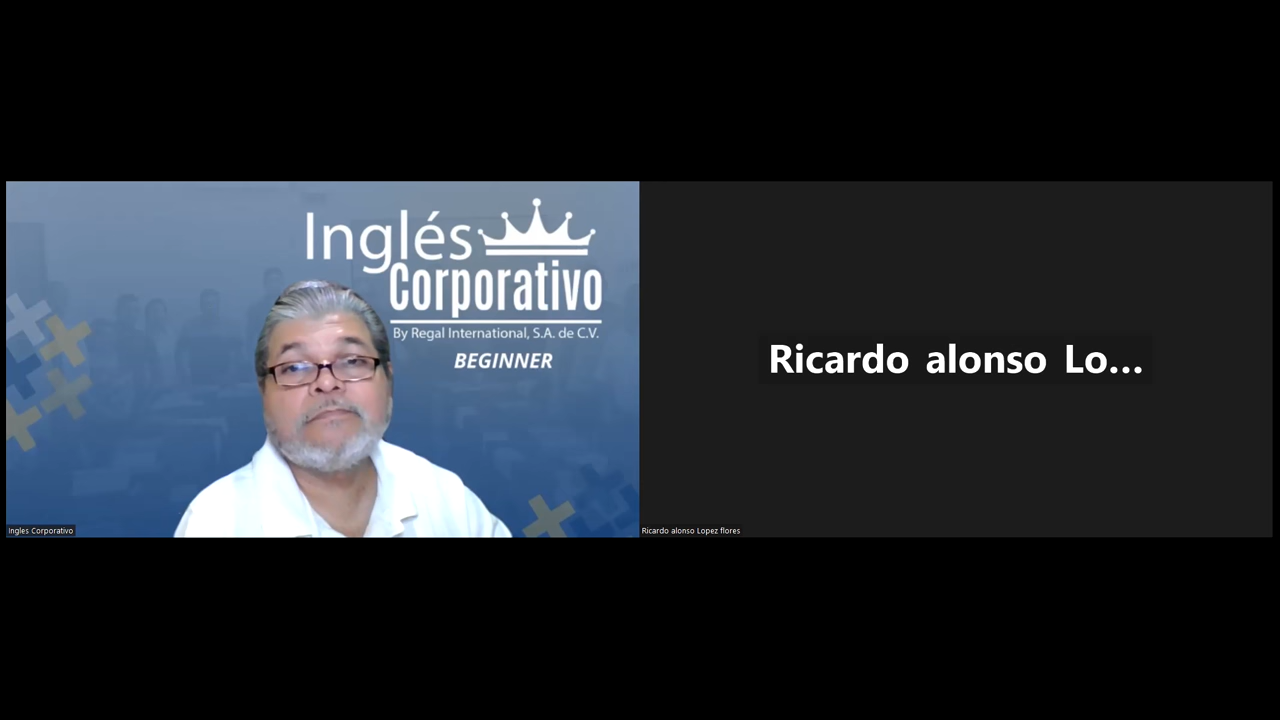 Inglés
Corporativo
By Regal International, S.A. de C.V.
BEGINNER
Ricardo alonso Lo...
Ingles Corporativo
Ricardo alonso Lopez flores